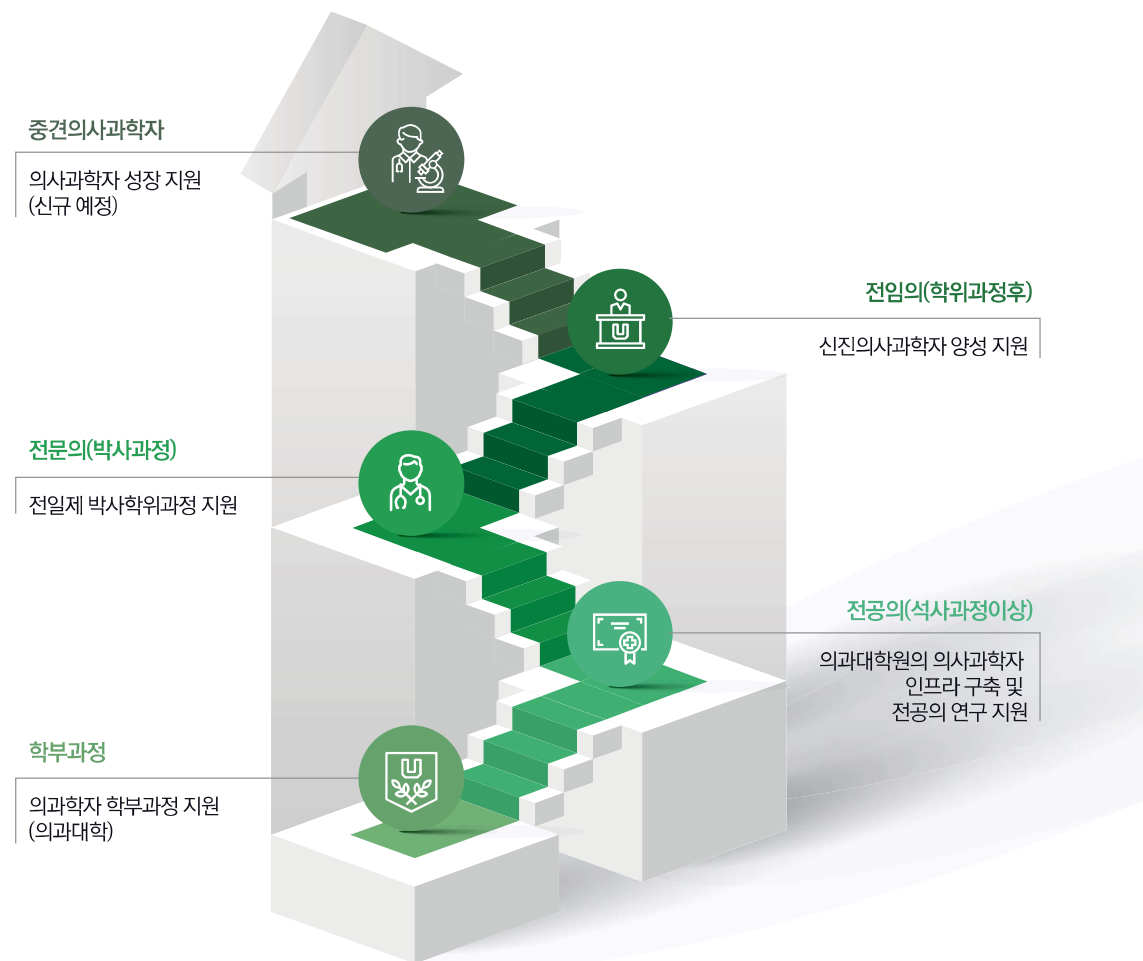 중견의사과학자
의사과학자 성장 지원
(신규 예정)
전임의(학위과정후)
신진의사과학자 양성 지원
전문의(박사과정)
전일제 박사학위과정 지원
전공의(석사과정이상)
의과대학원의 의사과학자
인프라 구축 및
전공의 연구 지원
학부과정
의과학자 학부과정 지원
(의과대학)